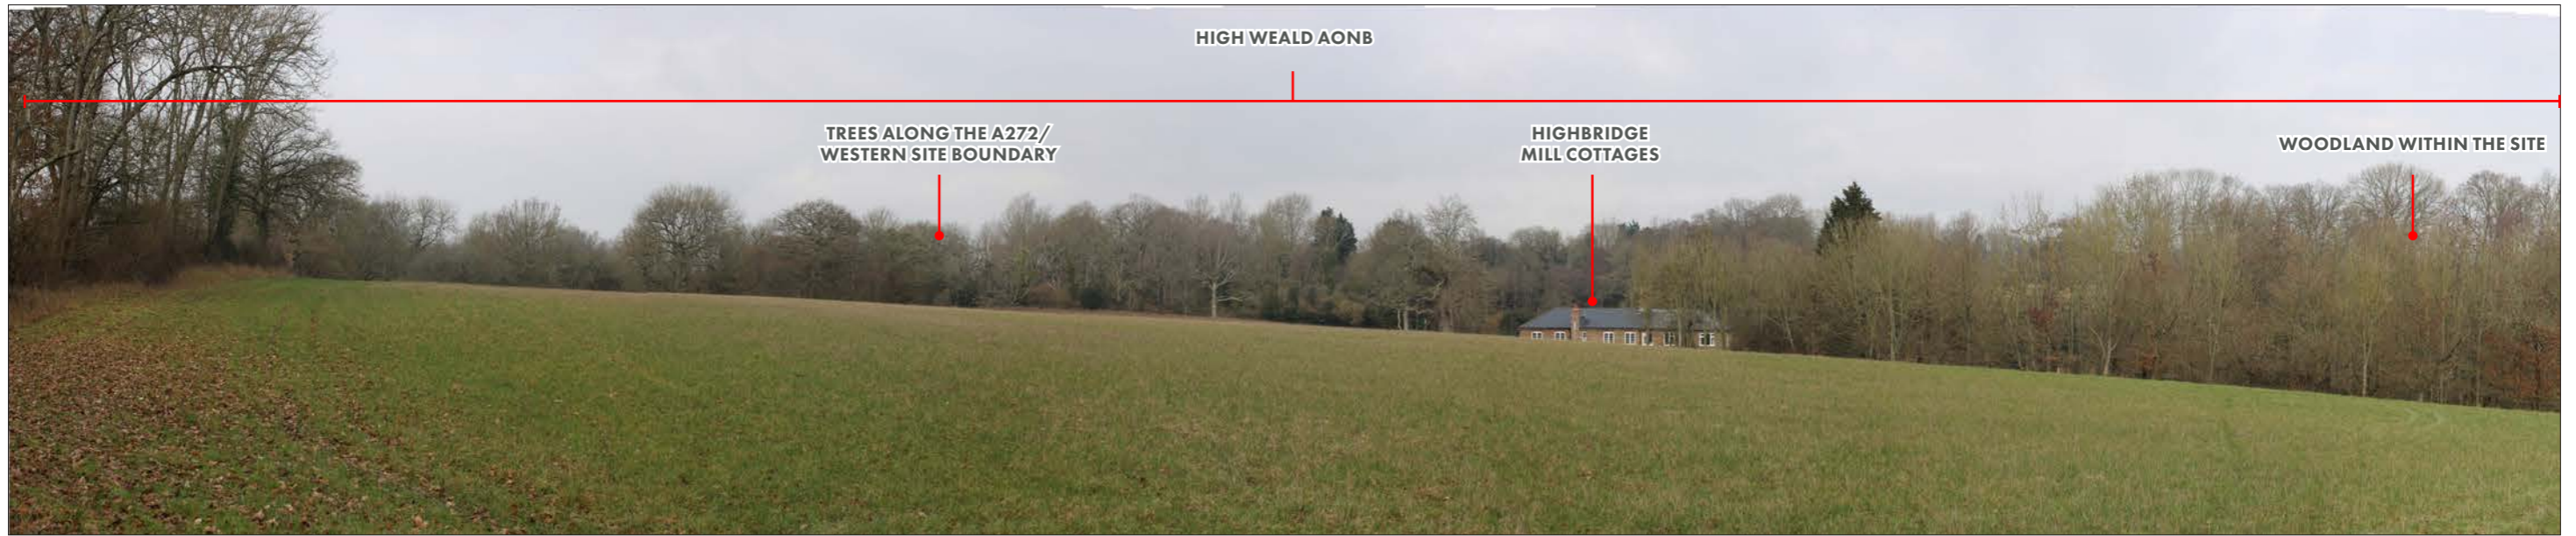 HIGH WEALD AONB
TREES ALONG THE A272/
WESTERN SITE BOUNDARY
HIGHBRIDGE
MILL COTTAGES
WOODLAND WITHIN THE SITE